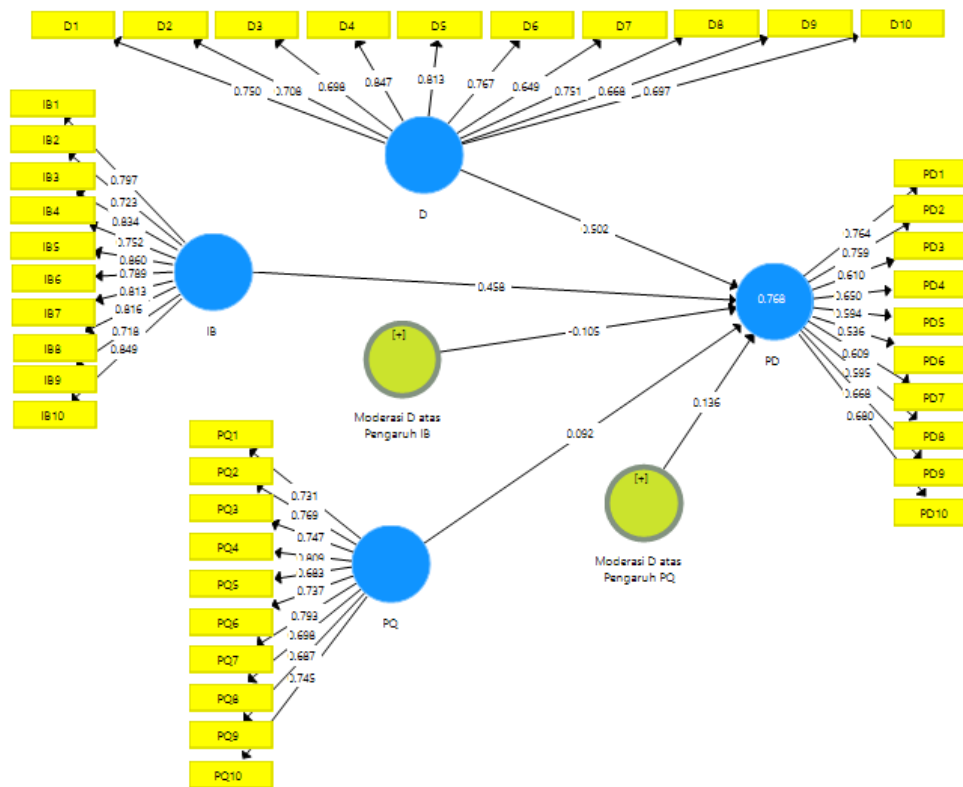 D1
D2
D3
D4
D5
D6
D7
D8
D9
D10
0.750
0.708
0.698
0.847
0.813
0.767
0.649
0.751
0.668
0.697
D
IB1
IB2
IB3
IB4
IB5
IB6
IB7
IB8
IB9
IB10
0.797
0.723
0.834
0.752
0.860
0.789
0.813
0.816
0.718
0.849
IB
0.502
0.458
-0.105
0.092
0.136
[+]
Moderasi D atas
Pengaruh IB
[+]
Moderasi D atas
Pengaruh PQ
0.768
PD
PD1
PD2
PD3
PD4
PD5
PD6
PD7
PD8
PD9
PD10
0.764
0.759
0.610
0.650
0.594
0.536
0.609
0.595
0.668
0.680
PQ1
PQ2
PQ3
PQ4
PQ5
PQ6
PQ7
PQ8
PQ9
PQ10
0.731
0.769
0.747
0.809
0.683
0.737
0.793
0.698
0.687
0.745
PQ